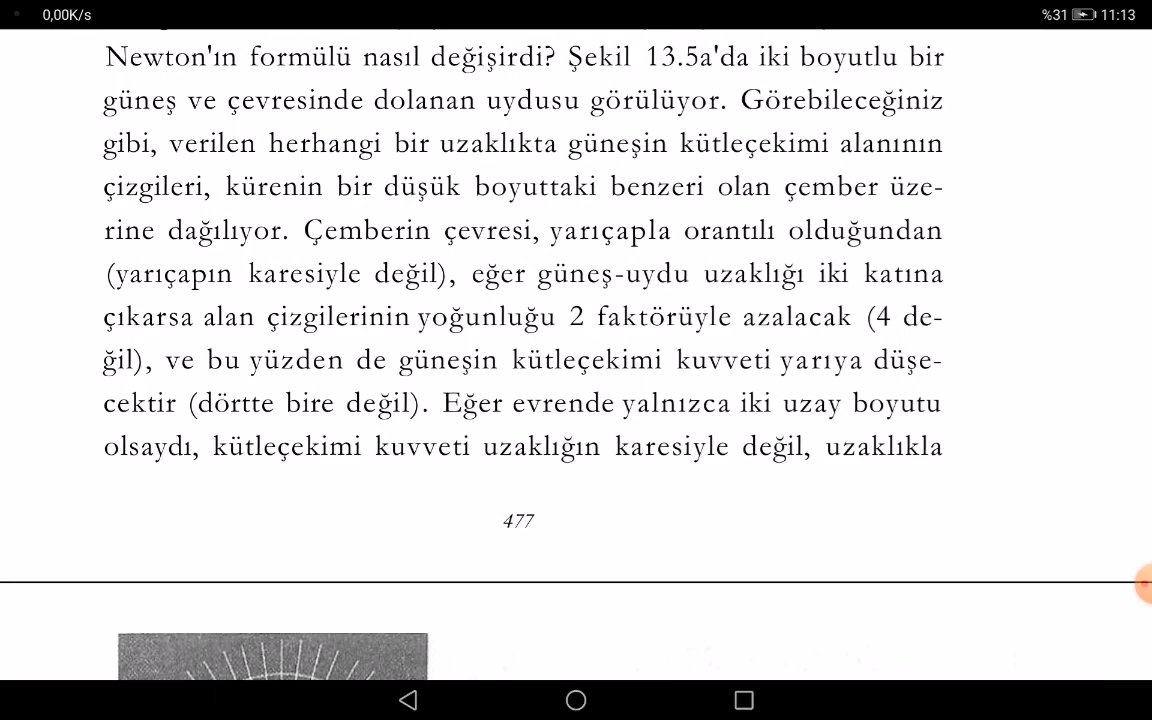 0,00K/s
%31 11:13
Newton'ın formülü nasıl değişirdi? Şekil 13.5a'da iki boyutlu bir
güneş ve çevresinde dolanan uydusu görülüyor. Görebileceğiniz
gibi, verilen herhangi bir uzaklıkta güneşin kütleçekimi alanının
çizgileri, kürenin bir düşük boyuttaki benzeri olan çember üze-
rine dağılıyor. Çemberin çevresi, yarıçapla orantılı olduğundan
(yarıçapın karesiyle değil), eğer güneş-uydu uzaklığı iki katına
çıkarsa alan çizgilerinin yoğunluğu 2 faktörüyle azalacak (4 de-
ğil), ve bu yüzden de güneşin kütleçekimi kuvveti yarıya düşe-
cektir (dörtte bire değil). Eğer evrende yalnızca iki uzay boyutu
olsaydı, kütleçekimi kuvveti uzaklığın karesiyle değil, uzaklıkla
477